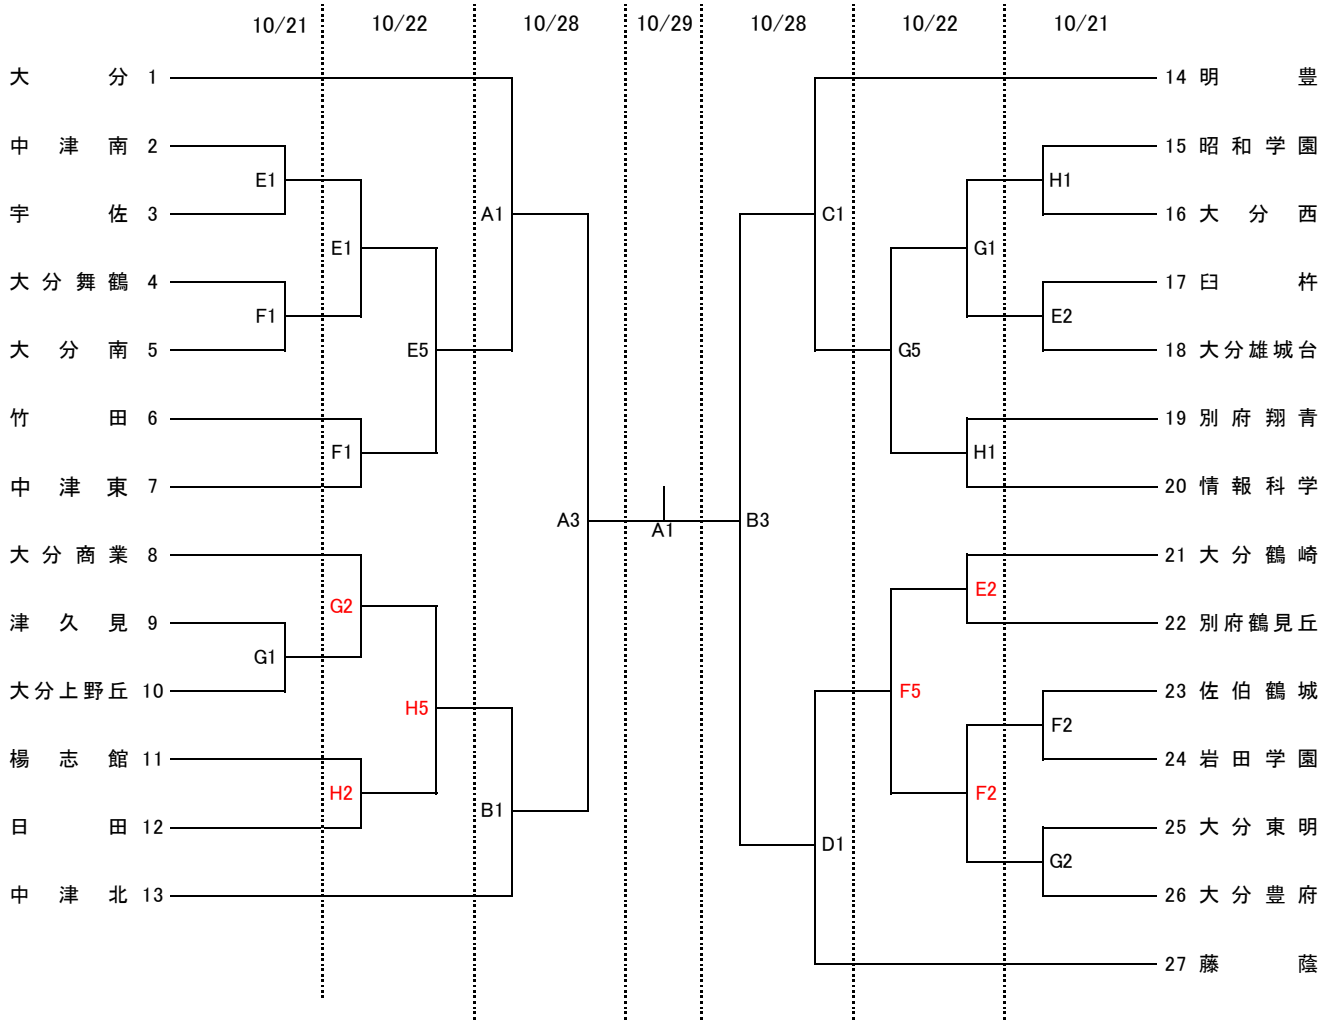 10/21 10/22 10/28 10/29 10/28 10/22 10/21
大分 1 14 明豊
中津南 2 15 昭和学園
E1 H1
宇佐 3 A1 C1 16 大分西
E1 G1
大分舞鶴 4 17 臼杵
F1 E2
大分南 5 E5 G5 18 大分雄城台
竹田 6 19 別府翔青
F1 H1
中津東 7 20 情報科学
A3 A1 B3
大分商業 8 21 大分鶴崎
G2 E2
津久見 9 22 別府鶴見丘
G1
大分上野丘 10 H5 F5 23 佐伯鶴城
F2
楊志館 11 24 岩田学園
H2 F2
日田 12 B1 D1 25 大分東明
G2
中津北 13 26 大分豊府
27 藤蔭